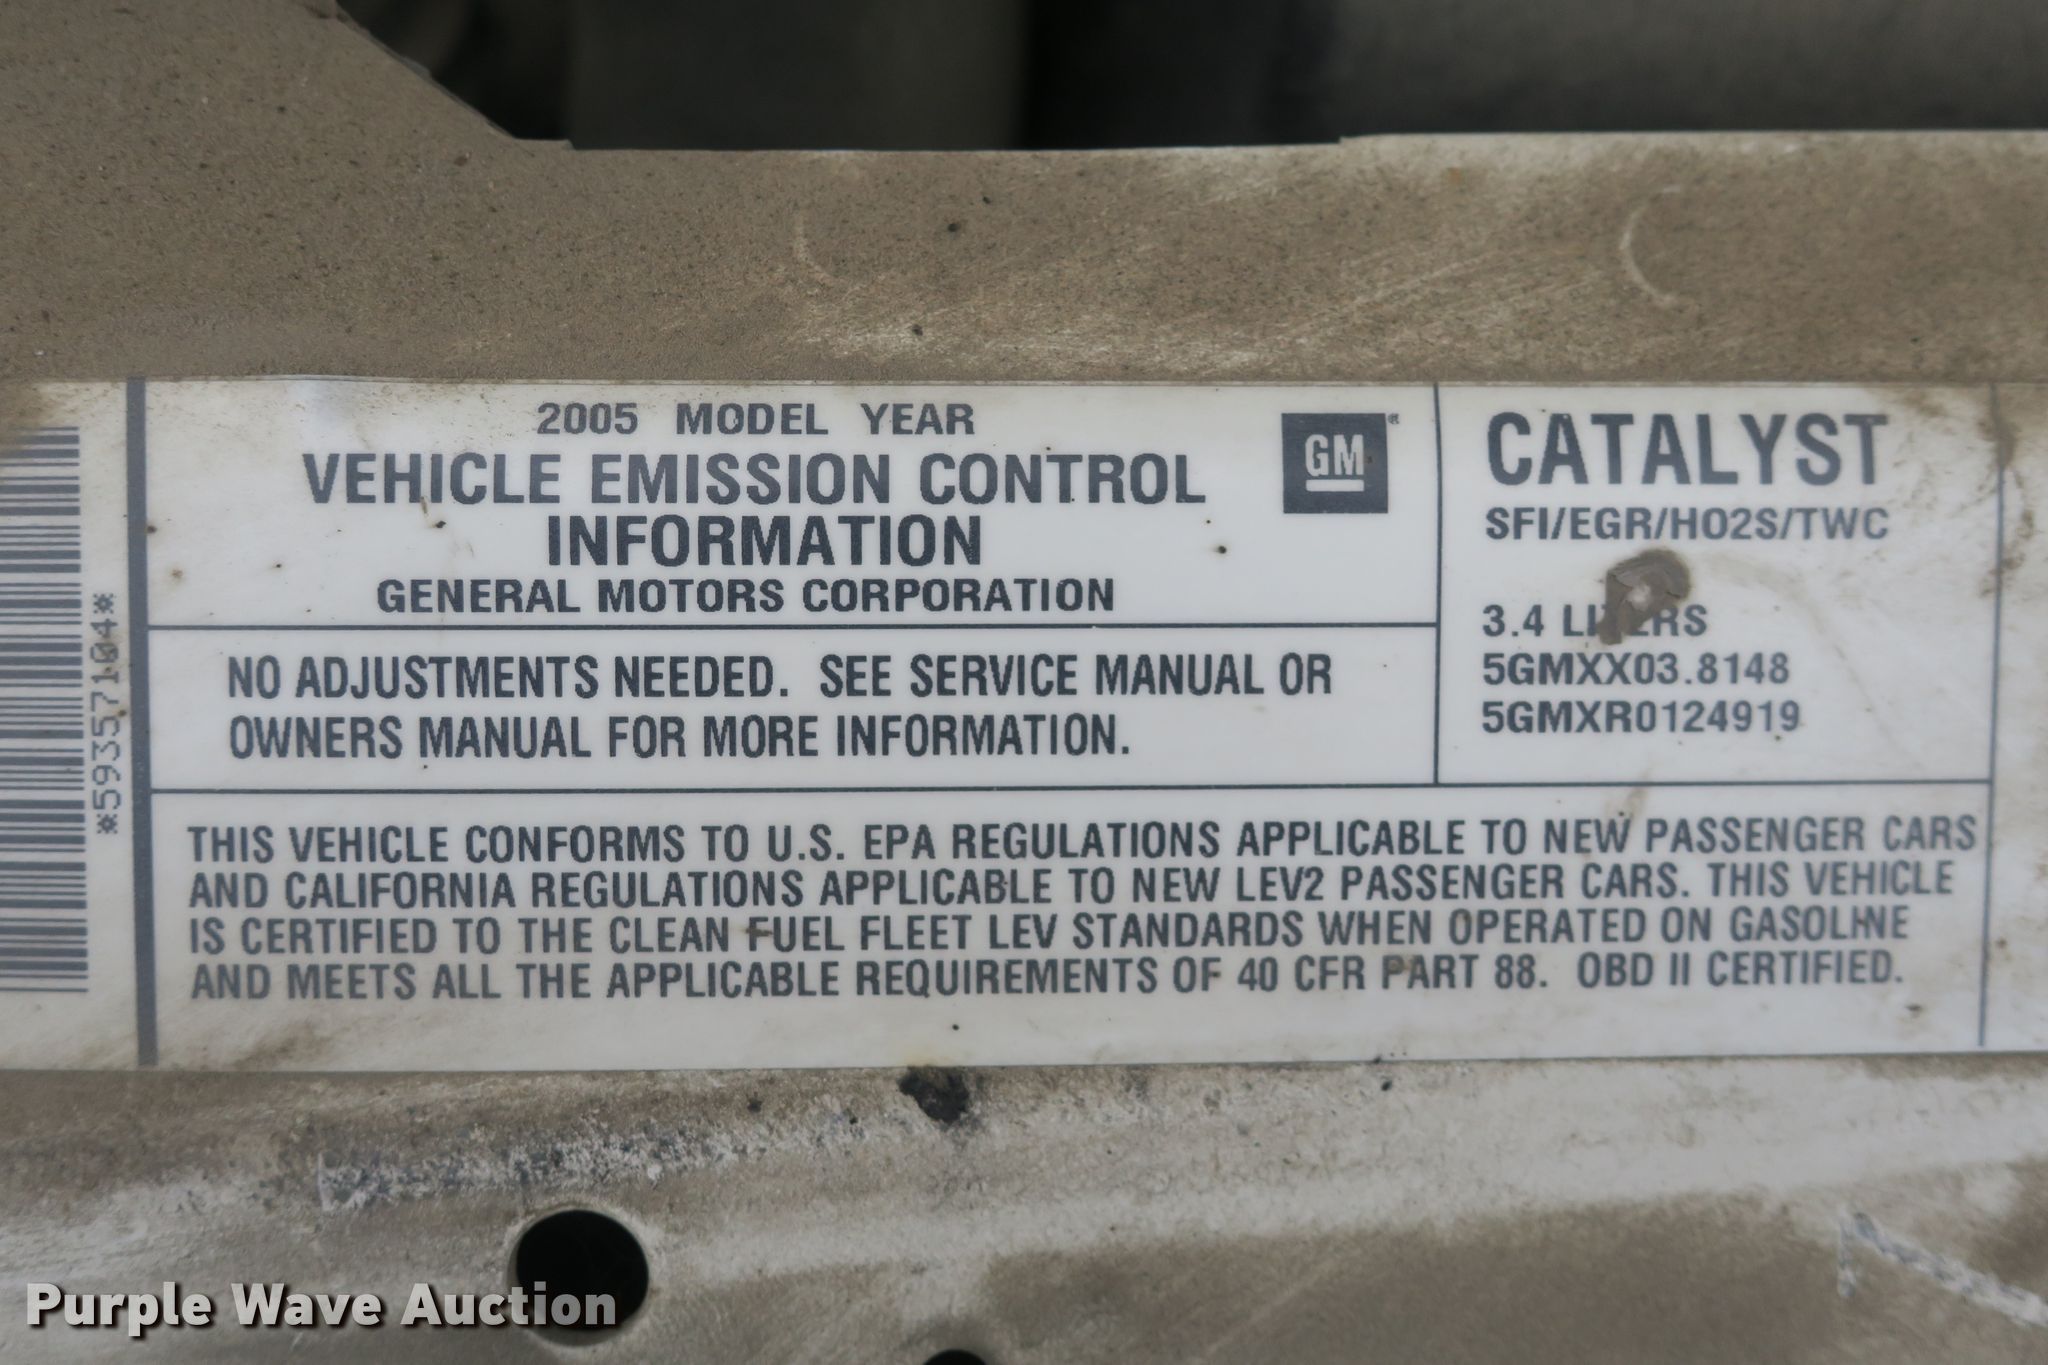 *59357104*
2005 MODEL YEAR
VEHICLE EMISSION CONTROL
INFORMATION
GENERAL MOTORS CORPORATION
GM
®
NO ADJUSTMENTS NEEDED. SEE SERVICE MANUAL OR
OWNERS MANUAL FOR MORE INFORMATION.
CATALYST
SFI/EGR/HO2S/TWC
3.4 LITERS
5GMXX03.8148
5GMXR0124919
THIS VEHICLE CONFORMS TO U.S. EPA REGULATIONS APPLICABLE TO NEW PASSENGER CARS
AND CALIFORNIA REGULATIONS APPLICABLE TO NEW LEV2 PASSENGER CARS. THIS VEHICLE
IS CERTIFIED TO THE CLEAN FUEL FLEET LEV STANDARDS WHEN OPERATED ON GASOLINE
AND MEETS ALL THE APPLICABLE REQUIREMENTS OF 40 CFR PART 88. OBD II CERTIFIED.
Purple Wave Auction